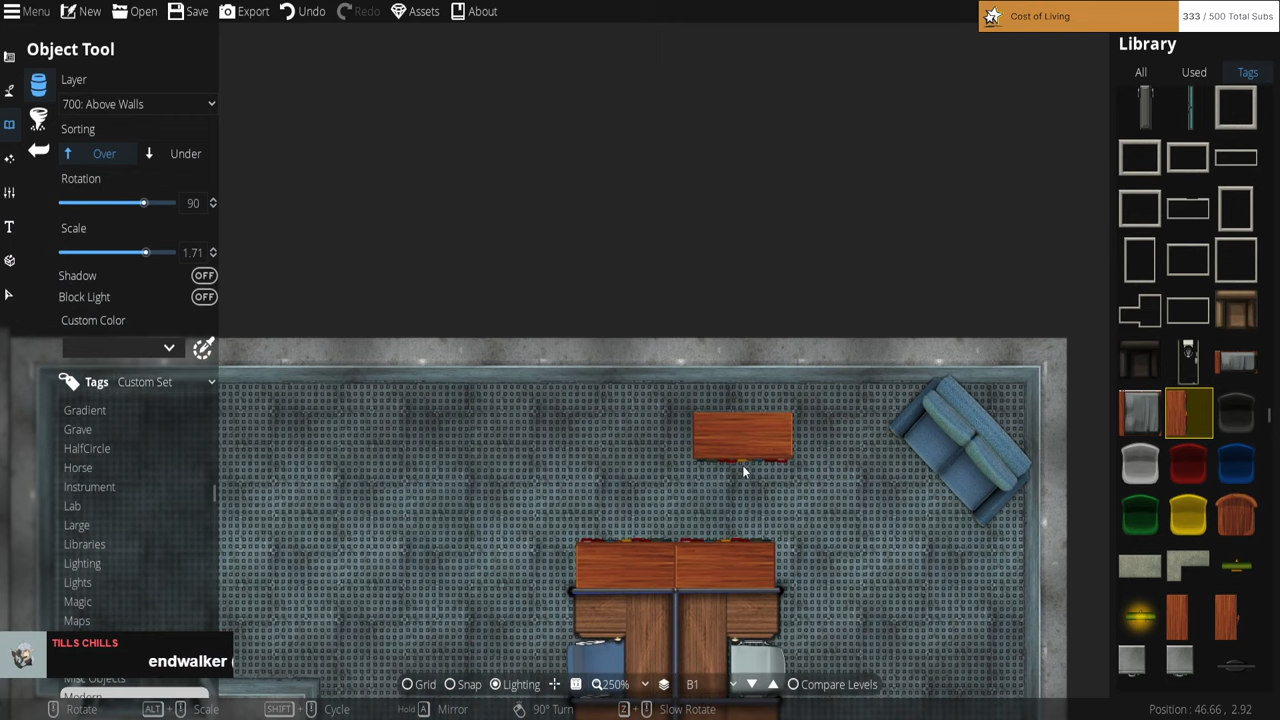 Menu New Open Save Export Undo Redo Assets About
Cost of Living 333 / 500 Total Subs
Object Tool
Layer
700: Above Walls
Sorting
Over Under
Rotation
90
Scale
1.71
Shadow OFF
Block Light OFF
Custom Color
Tags Custom Set
Gradient
Grave
HalfCircle
Horse
Instrument
Lab
Large
Libraries
Lighting
Lights
Magic
Maps
TILLS CHILLS
endwalker
Misc Objects
Modern
Library
All Used Tags
Grid Snap Lighting 250% B1 Compare Levels
Rotate ALT + Scale SHIFT + Cycle Hold A Mirror 90° Turn Z + Slow Rotate Position: 46.66, 2.92